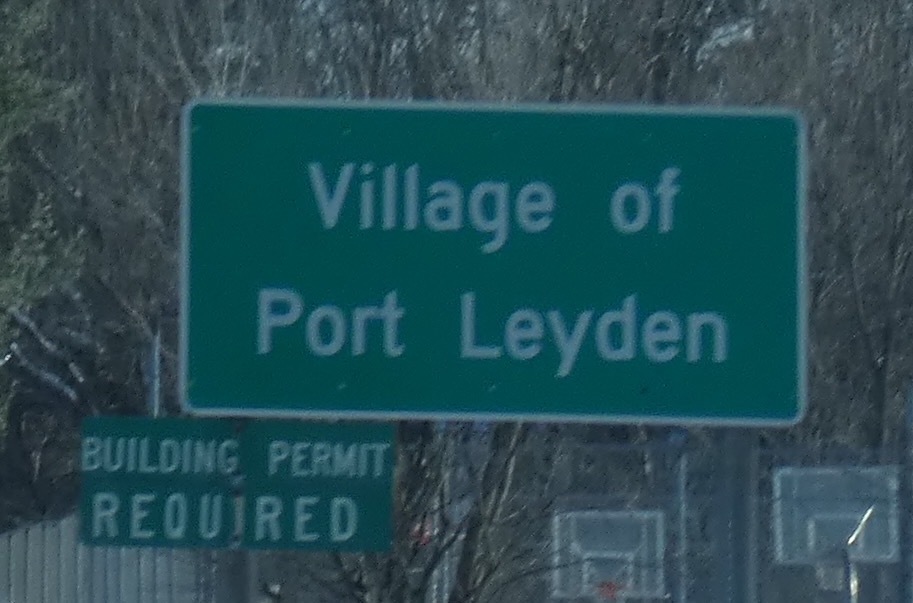 Village of
Port Leyden
BUILDING PERMIT
REQUIRED